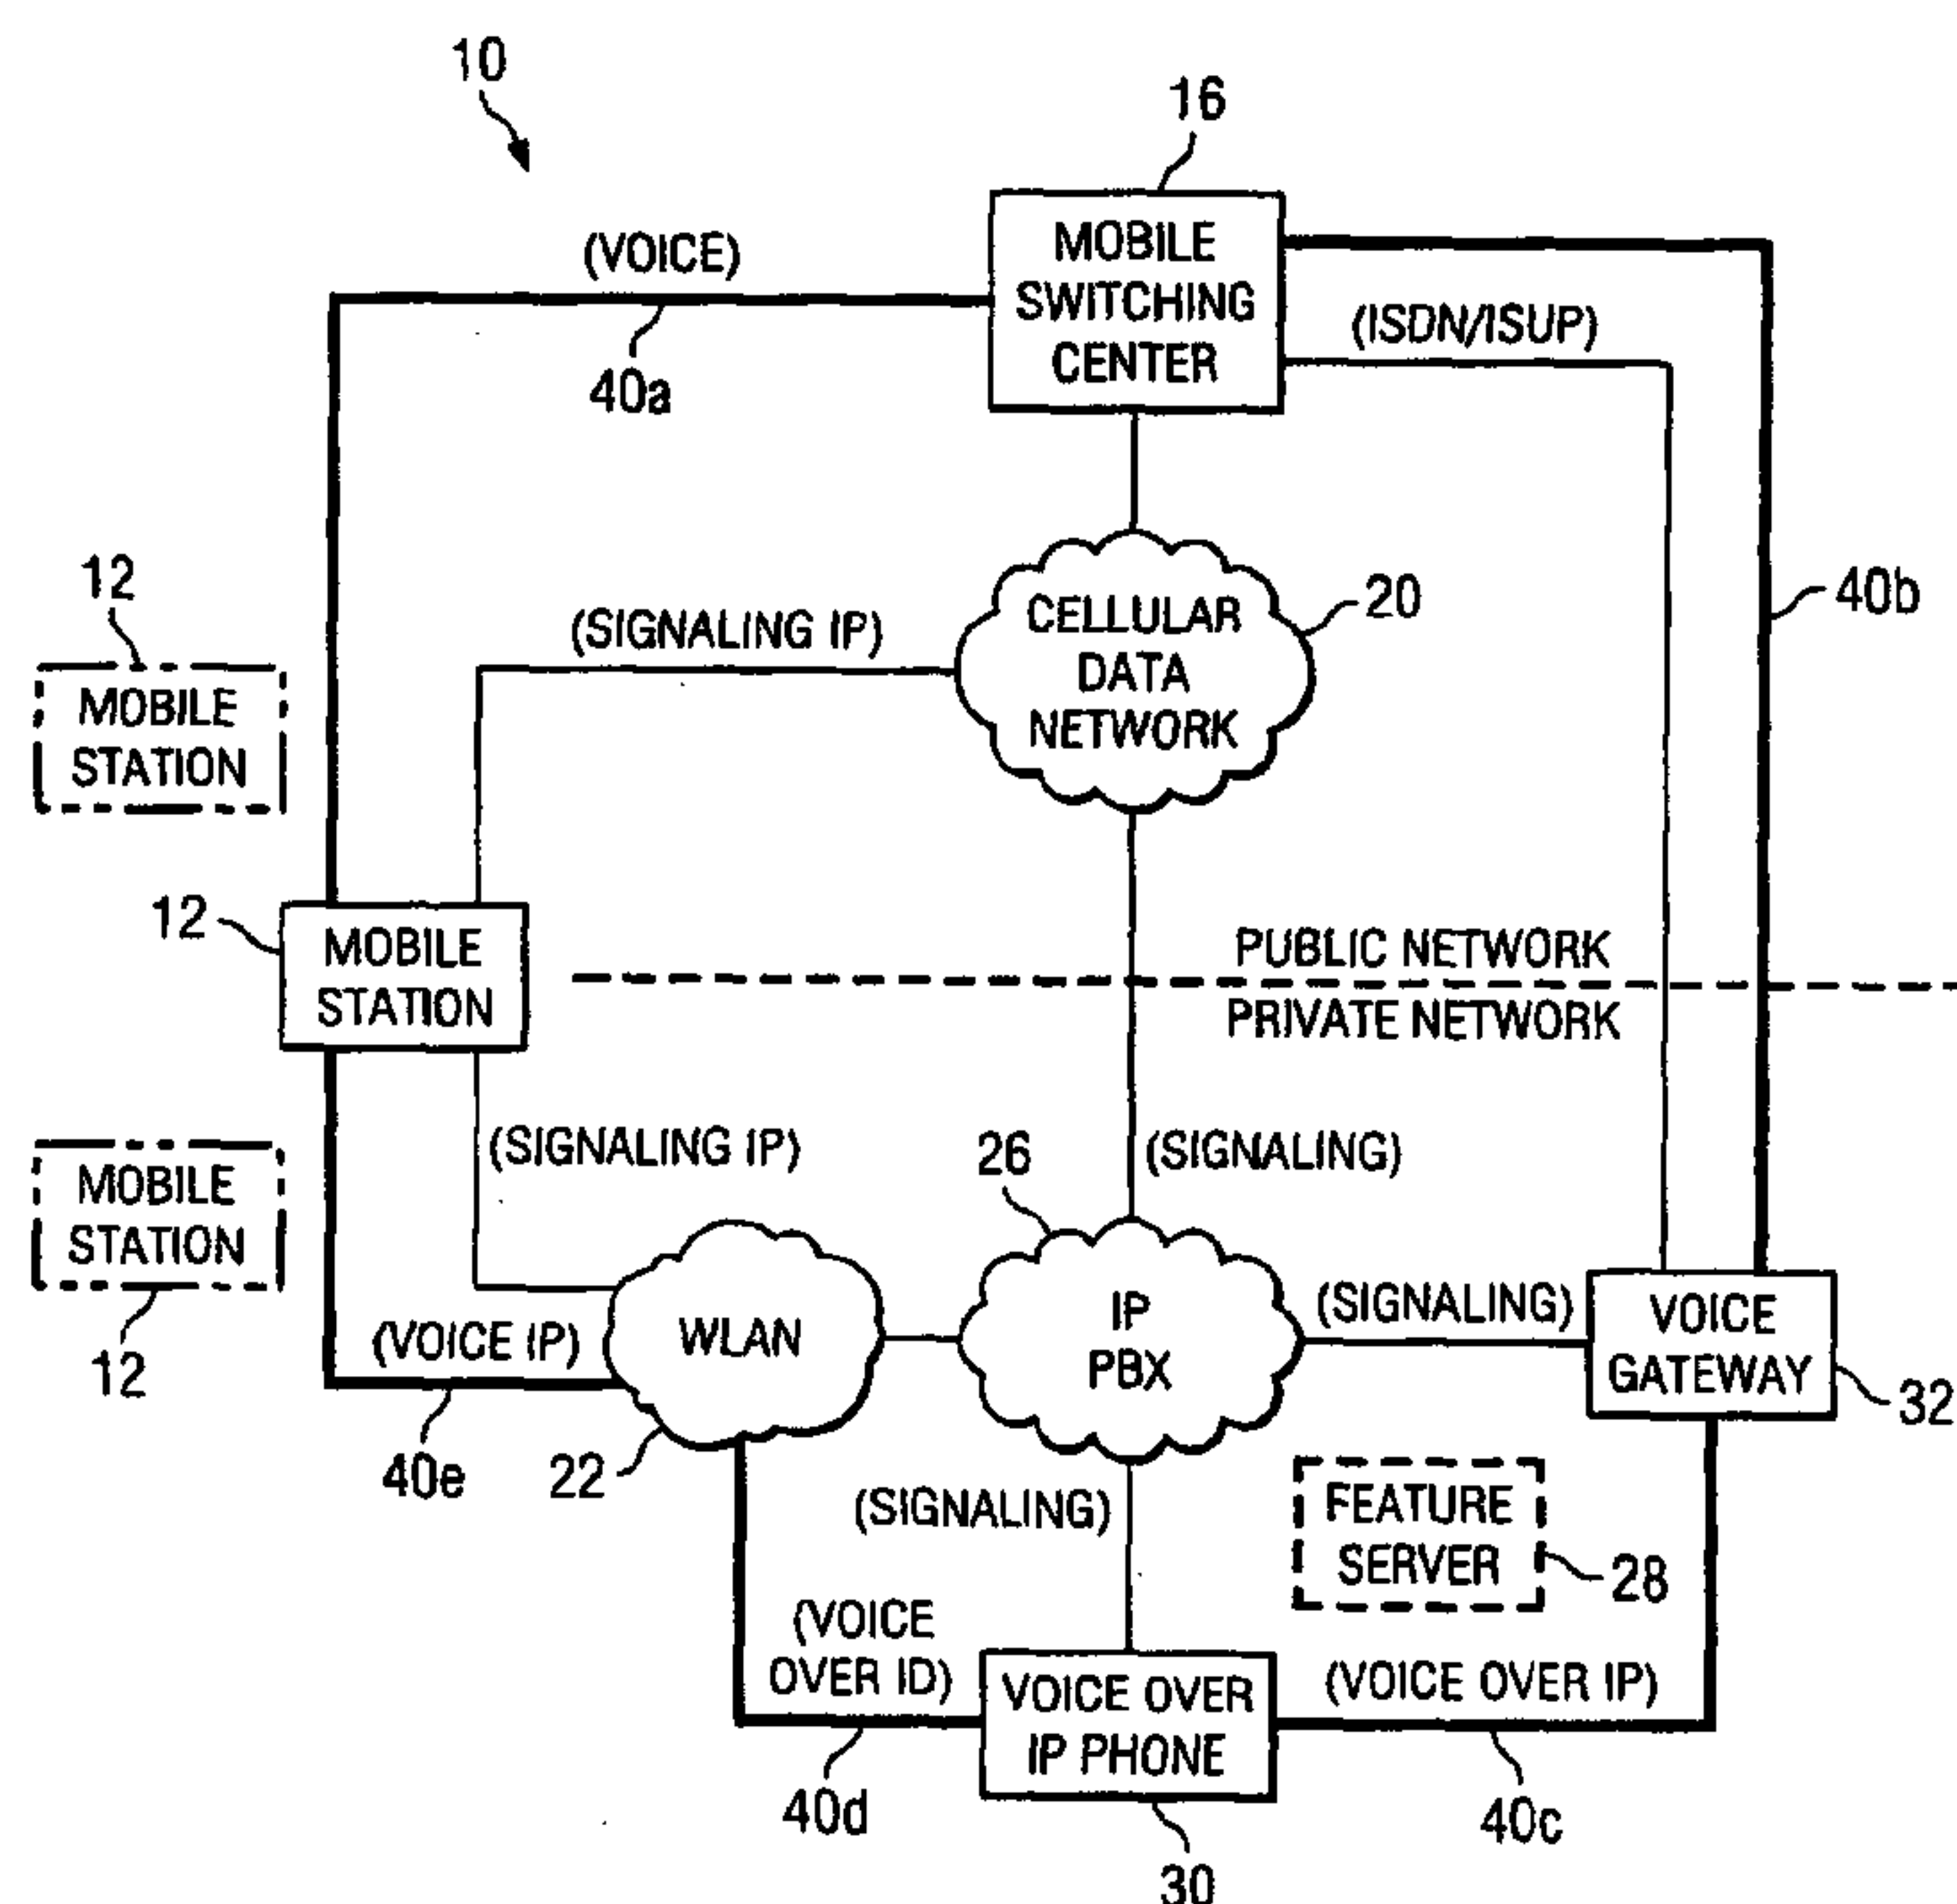 10
16
MOBILE
SWITCHING
CENTER
(VOICE)
40a
(ISDN/ISUP)
40b
12
MOBILE
STATION
(SIGNALING IP)
CELLULAR
DATA
NETWORK
20
12
MOBILE
STATION
PUBLIC NETWORK
PRIVATE NETWORK
(SIGNALING IP)
26
(SIGNALING)
MOBILE
STATION
12
(VOICE IP)
40e
WLAN
22
IP
PBX
(SIGNALING)
VOICE
GATEWAY
32
(SIGNALING)
FEATURE
SERVER
28
(VOICE
OVER ID)
40d
VOICE OVER
IP PHONE
30
(VOICE OVER IP)
40c